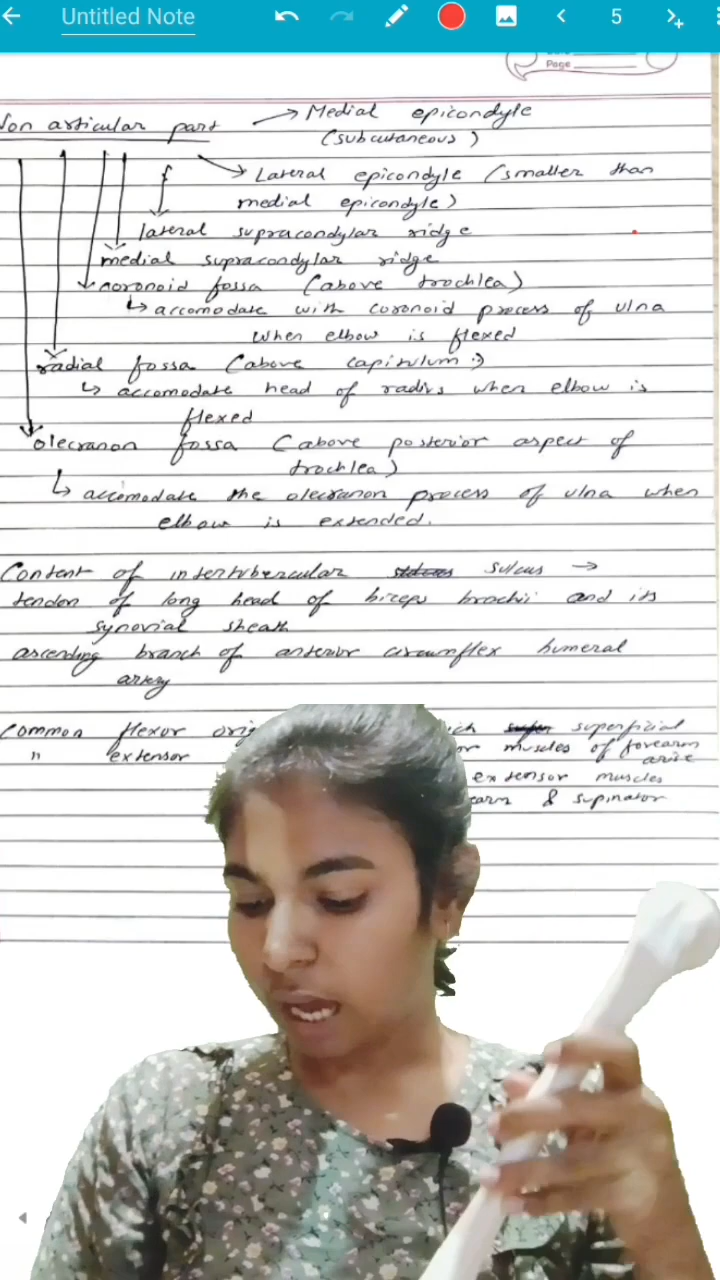 Untitled Note
5
Page
Non articular part → Medial epicondyle
(subcutaneous)
→ Lateral epicondyle (smaller than
medial epicondyle)
lateral supracondylar ridge
medial supracondylar ridge
coronoid fossa (above trochlea)
↳ accomodate with coronoid process of ulna
when elbow is flexed
radial fossa (above capitulum)
↳ accomodate head of radius when elbow is
flexed
olecranon fossa (above posterior aspect of
trochlea)
↳ accomodate the olecranon process of ulna when
elbow is extended.
Content of intertubercular sulcus →
tendon of long head of biceps brachii and its
synovial sheath
ascending branch of anterior circumflex humeral
artery
Common flexor superficial
" extensor muscles of forearm
arise
extensor muscles
& supinator